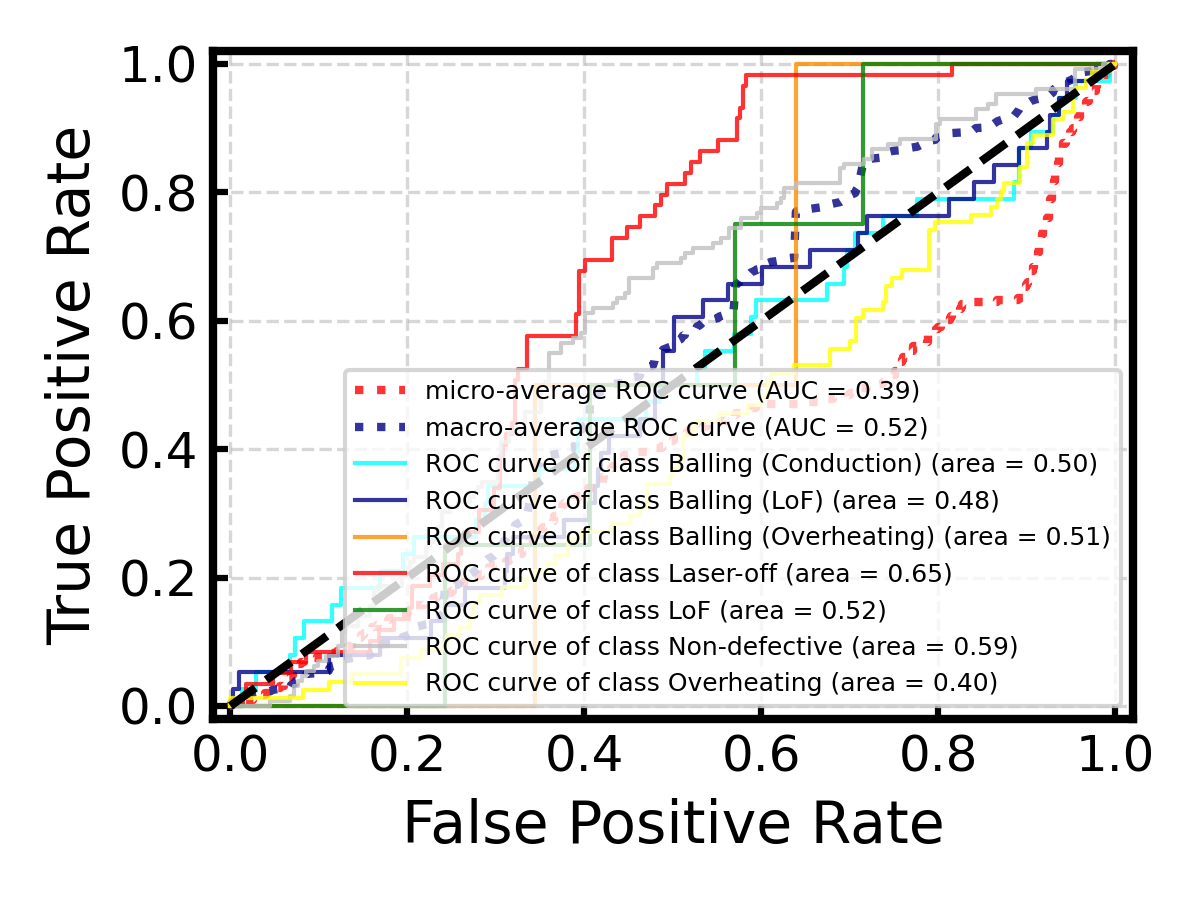 True Positive Rate
1.0
0.8
0.6
0.4
0.2
0.0
micro-average ROC curve (AUC = 0.39)
macro-average ROC curve (AUC = 0.52)
ROC curve of class Balling (Conduction) (area = 0.50)
ROC curve of class Balling (LoF) (area = 0.48)
ROC curve of class Balling (Overheating) (area = 0.51)
ROC curve of class Laser-off (area = 0.65)
ROC curve of class LoF (area = 0.52)
ROC curve of class Non-defective (area = 0.59)
ROC curve of class Overheating (area = 0.40)
0.0 0.2 0.4 0.6 0.8 1.0
False Positive Rate